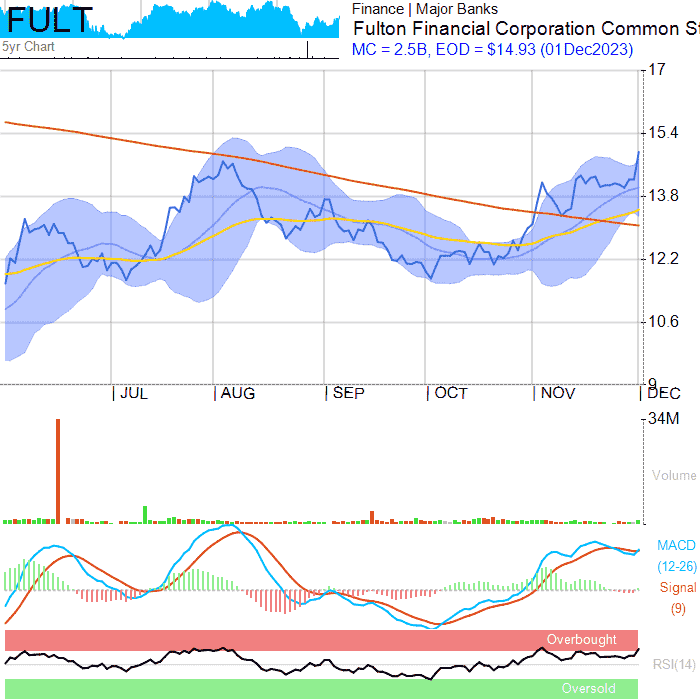 FULT
5yr Chart
Finance | Major Banks
Fulton Financial Corporation Common St
MC = 2.5B, EOD = $14.93 (01Dec2023)
17
15.4
13.8
12.2
10.6
9
JUL
AUG
SEP
OCT
NOV
DEC
34M
Volume
MACD
(12-26)
Signal
(9)
Overbought
RSI(14)
Oversold